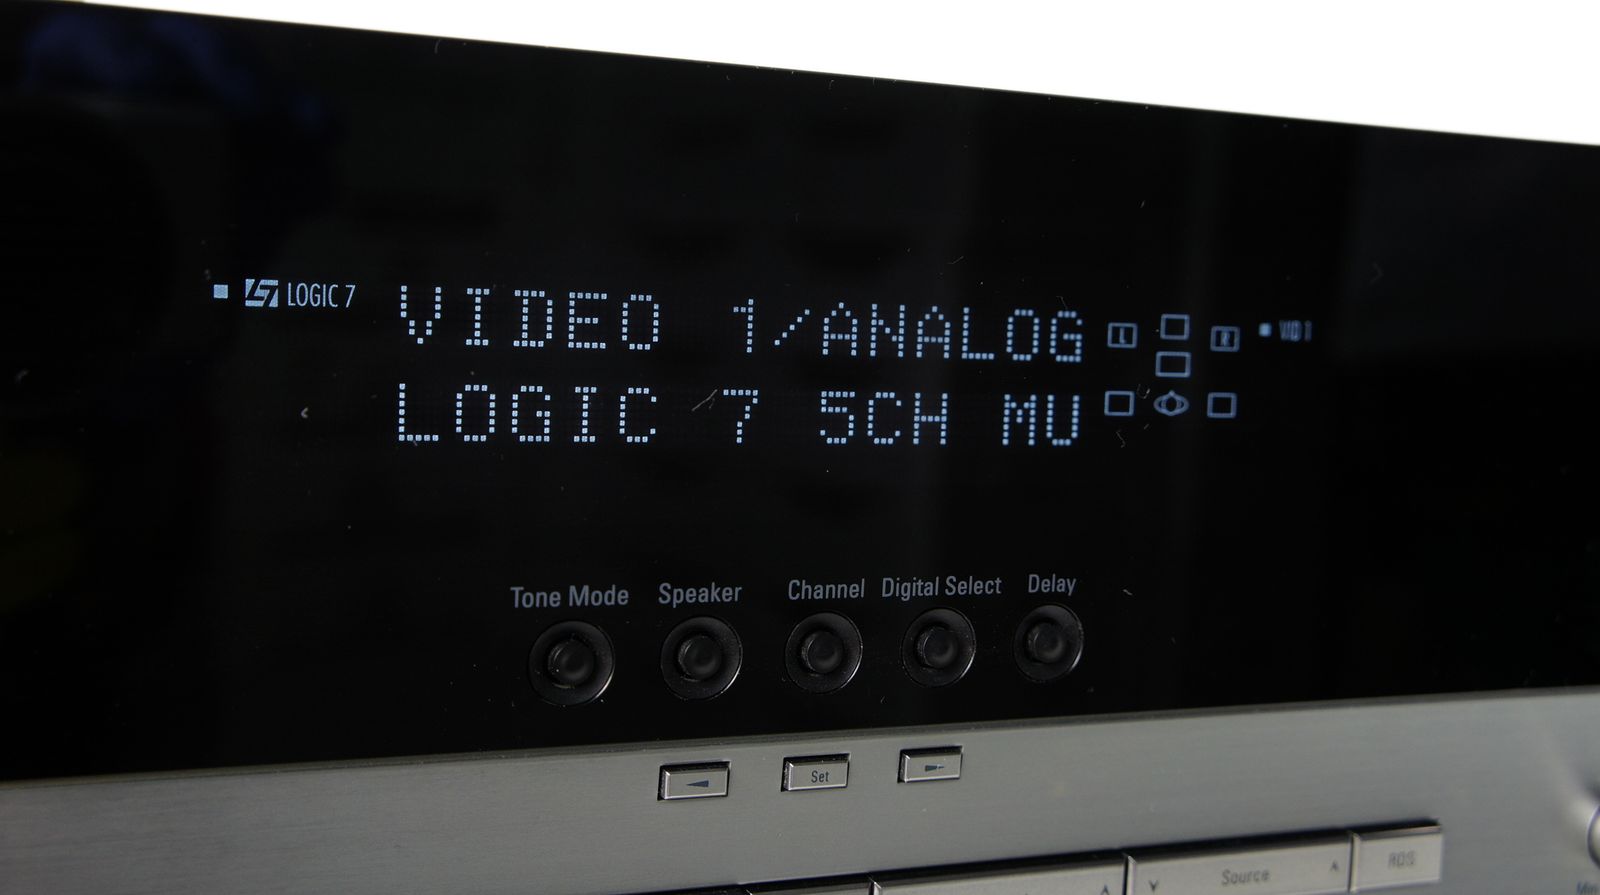 LOGIC 7
VIDEO 1/ANALOG
L
R
VID 1
LOGIC 7 5CH MU
Tone Mode Speaker Channel Digital Select Delay
Set
Source
RDS